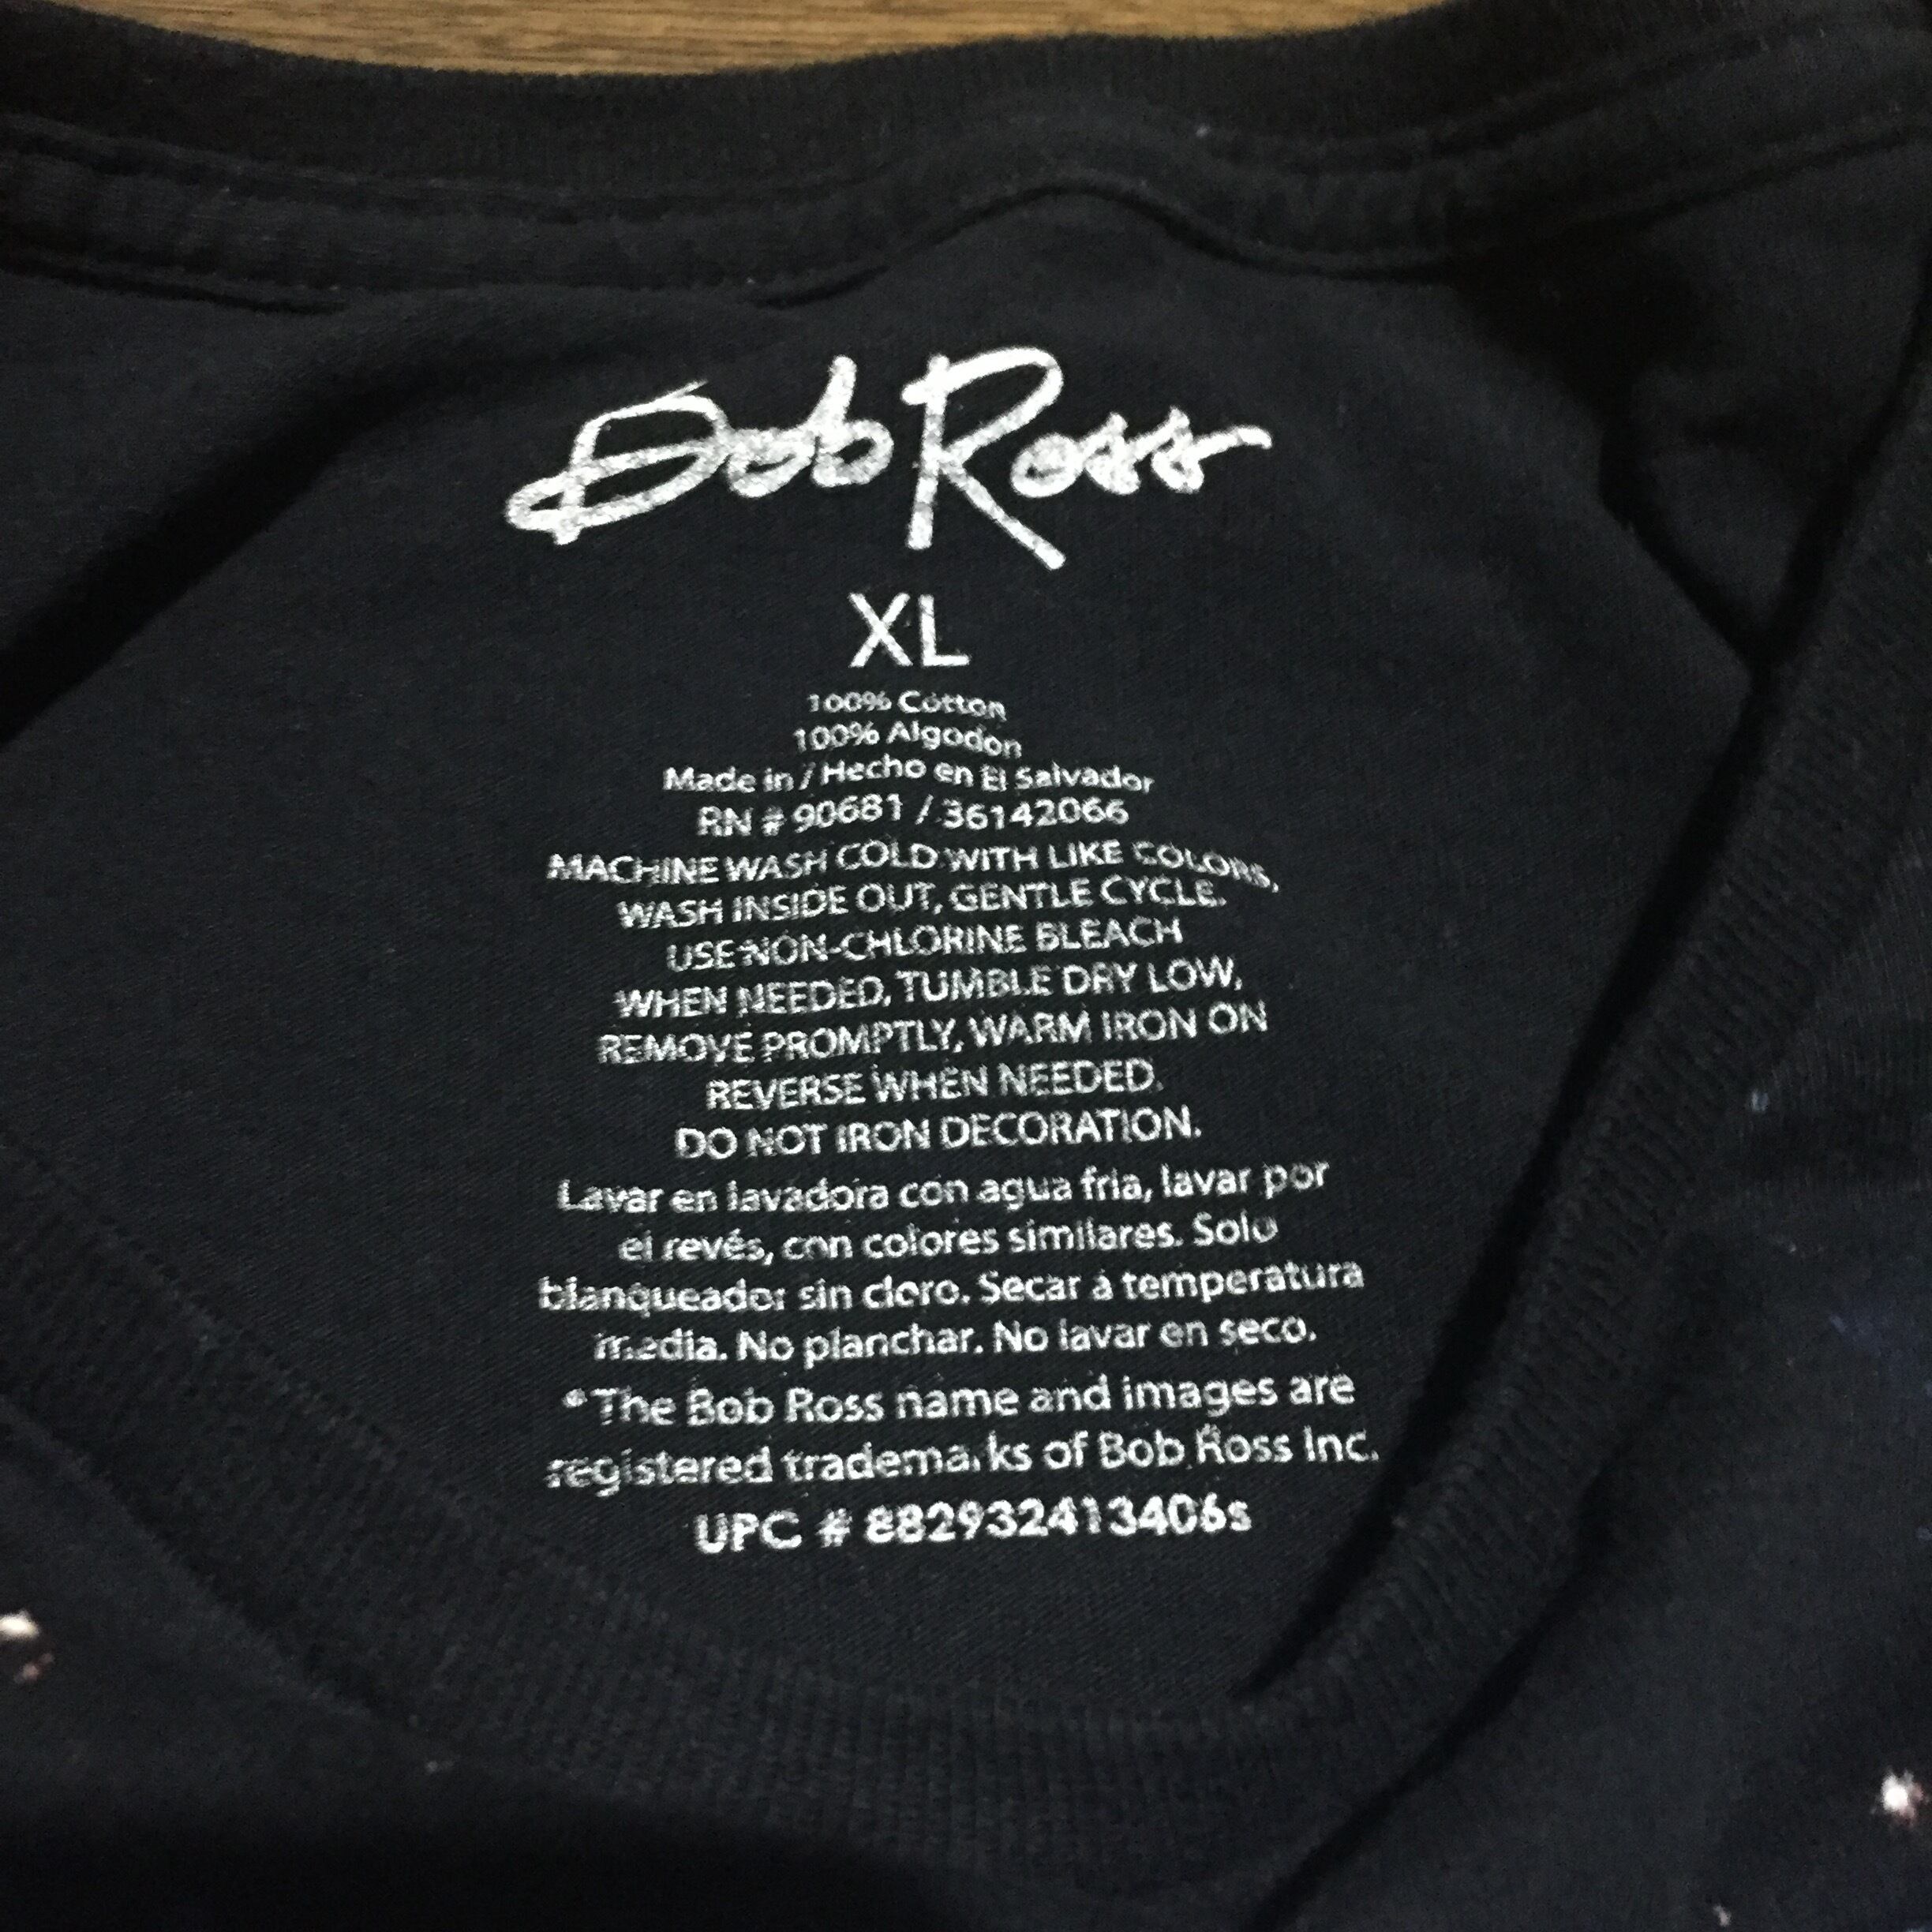 Bob Ross
XL
100% Cotton
100% Algodon
Made in / Hecho en El Salvador
RN # 90681 / 36142066
MACHINE WASH COLD WITH LIKE COLORS,
WASH INSIDE OUT, GENTLE CYCLE.
USE NON-CHLORINE BLEACH
WHEN NEEDED, TUMBLE DRY LOW,
REMOVE PROMPTLY, WARM IRON ON
REVERSE WHEN NEEDED.
DO NOT IRON DECORATION.
Lavar en lavadora con agua fria, lavar por
el revés, con colores similares. Solo
blanqueador sin cloro. Secar a temperatura
media. No planchar. No lavar en seco.
*The Bob Ross name and images are
registered trademarks of Bob Ross Inc.
UPC # 882932413406s